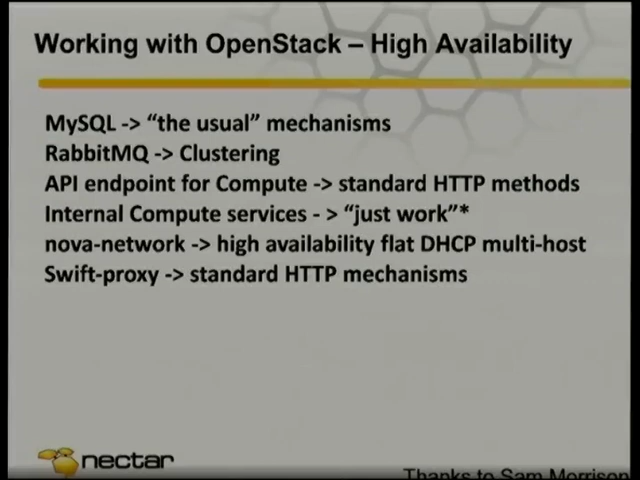 Working with OpenStack – High Availability
MySQL -> “the usual” mechanisms
RabbitMQ -> Clustering
API endpoint for Compute -> standard HTTP methods
Internal Compute services - > “just work”*
nova-network -> high availability flat DHCP multi-host
Swift-proxy -> standard HTTP mechanisms
nectar
Thanks to Sam Morrison